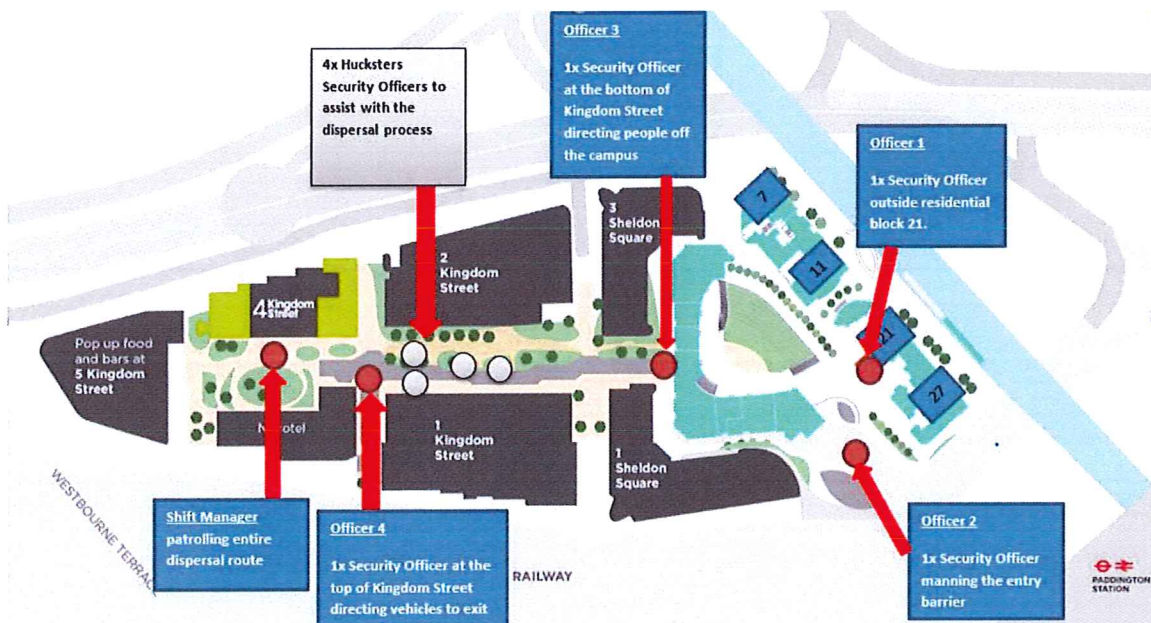 4x Hucksters
Security Officers to
assist with the
dispersal process
Officer 3
1x Security Officer
at the bottom of
Kingdom Street
directing people off
the campus
Officer 1
1x Security Officer
outside residential
block 21.
7
11
21
27
3
Sheldon
Square
2
Kingdom
Street
4 Kingdom
Street
Pop up food
and bars at
5 Kingdom
Street
1
Kingdom
Street
1
Sheldon
Square
WESTBOURNE TERRACE
Shift Manager
patrolling entire
dispersal route
Officer 4
1x Security Officer at the
top of Kingdom Street
directing vehicles to exit
RAILWAY
Officer 2
1x Security Officer
manning the entry
barrier
PADDINGTON
STATION